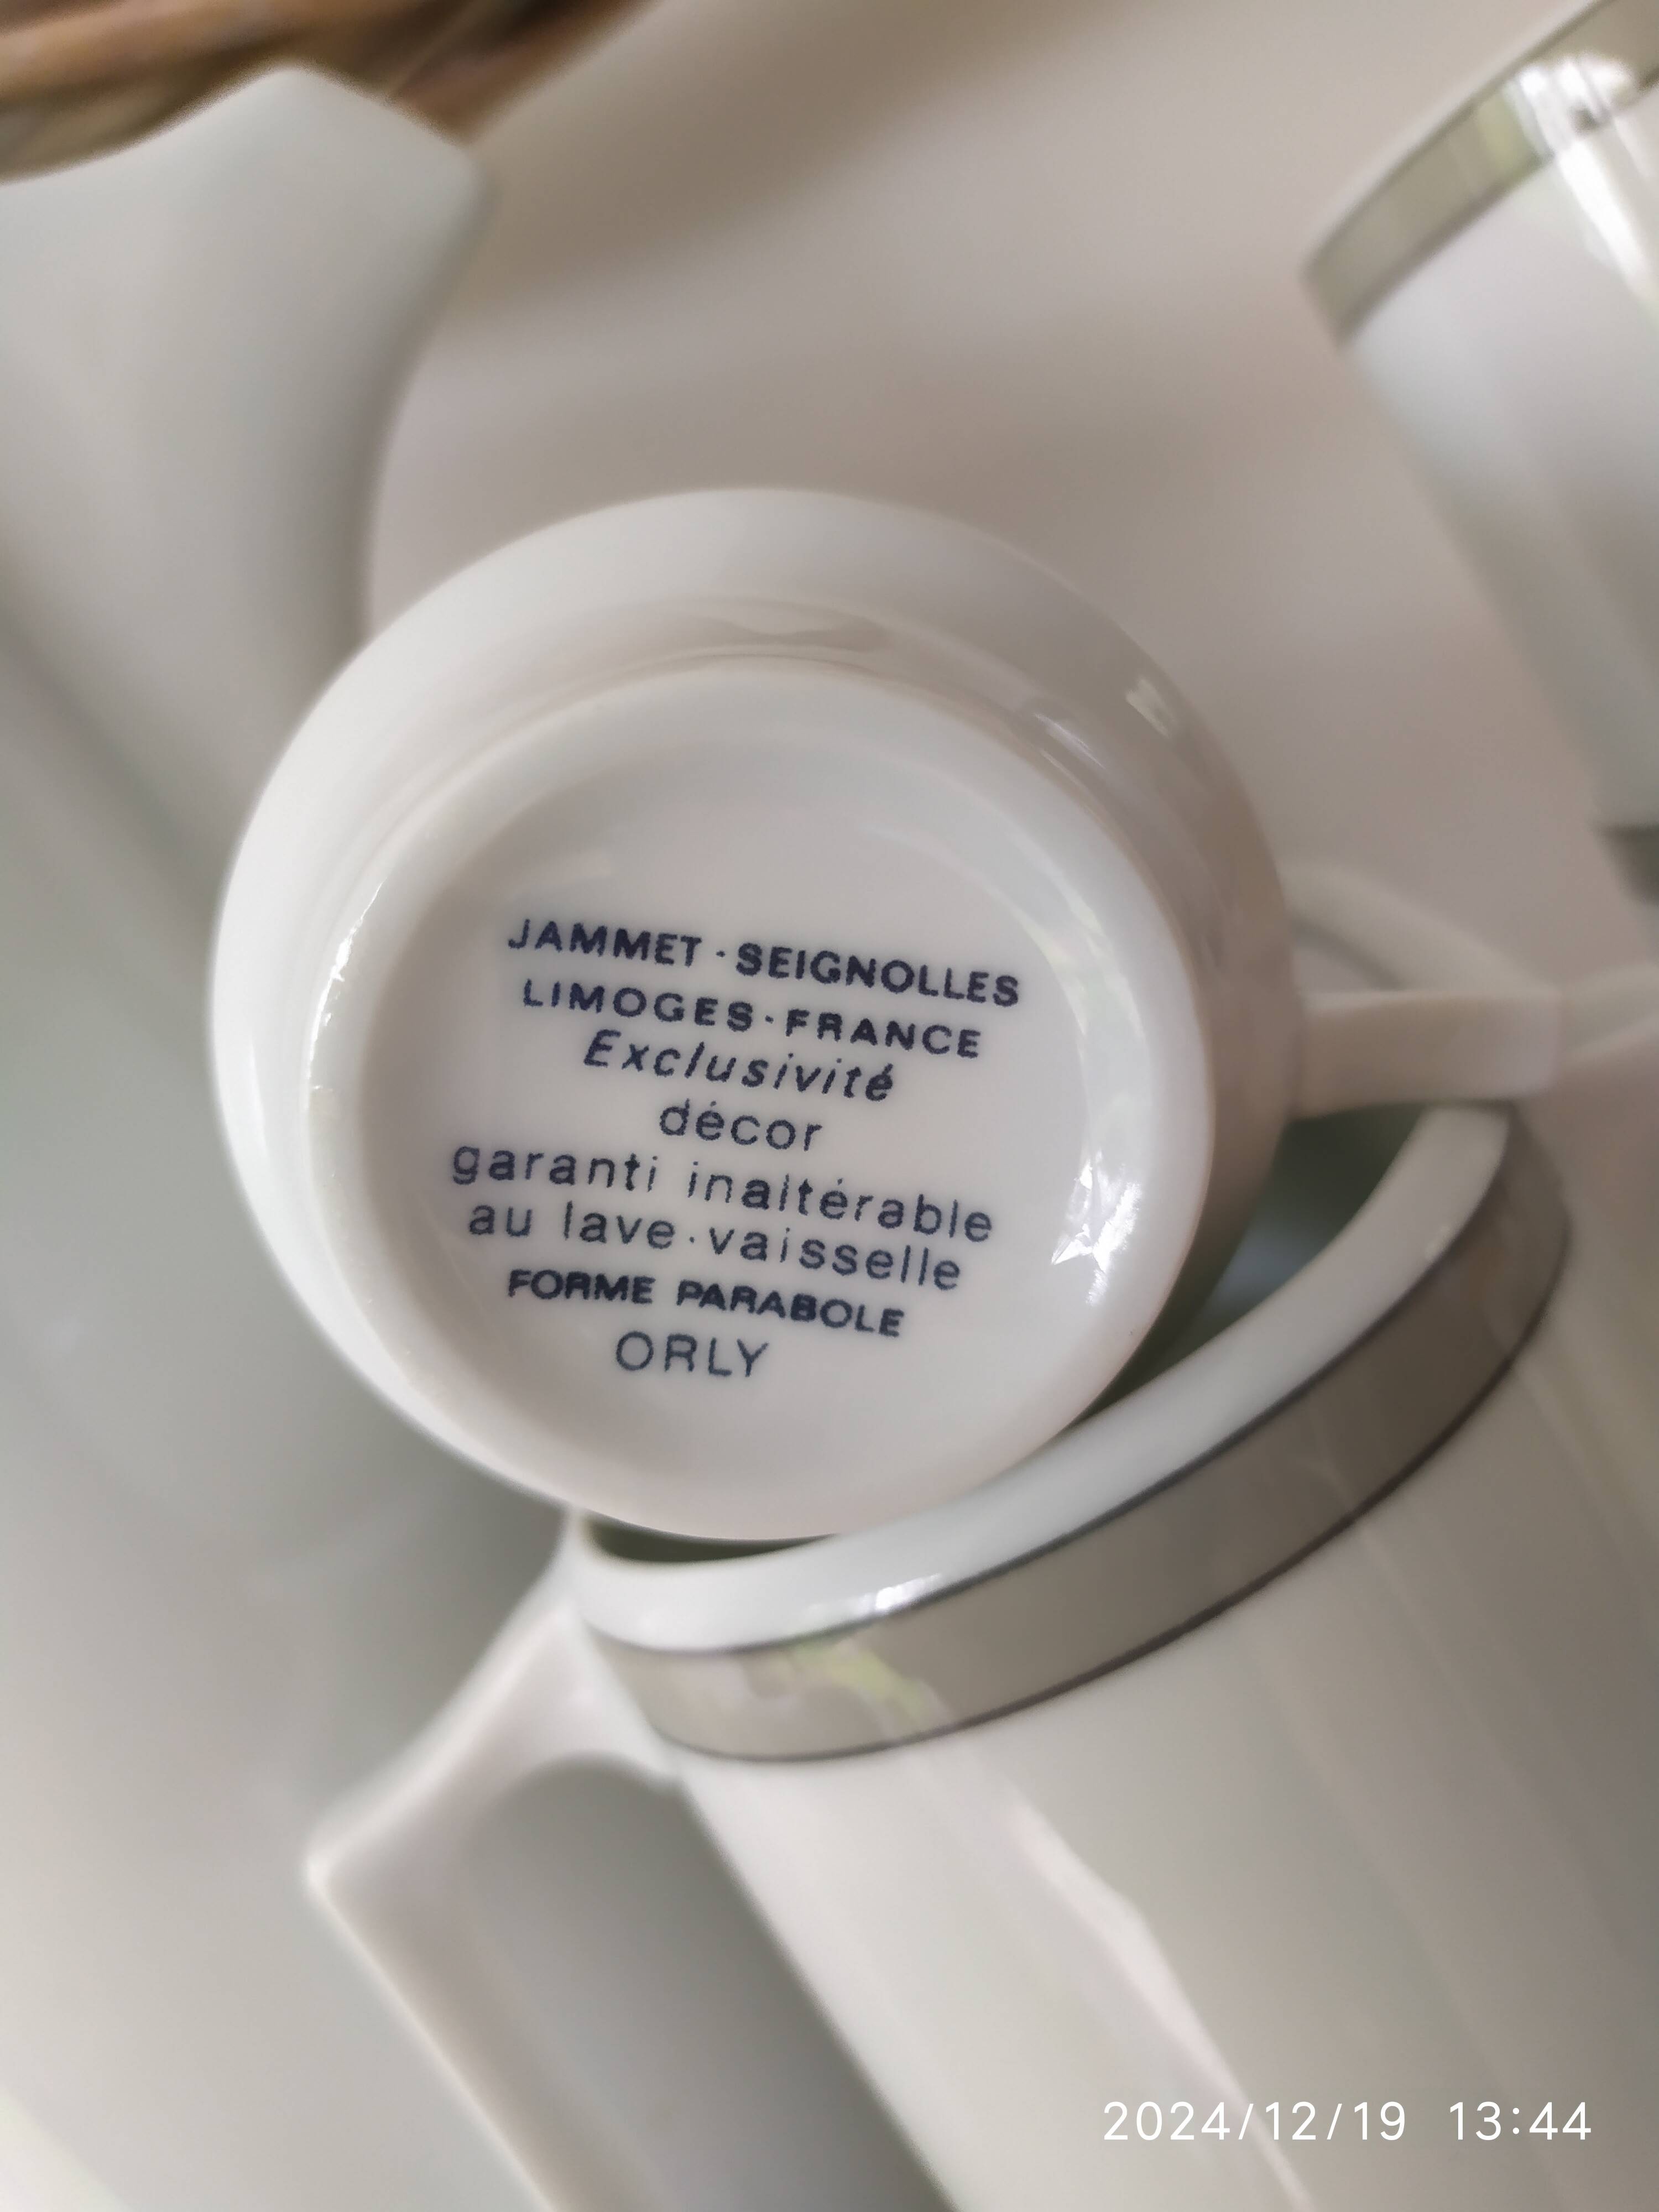 JAMMET · SEIGNOLLES
LIMOGES · FRANCE
Exclusivité
décor
garanti inaltérable
au lave · vaisselle
FORME PARABOLE
ORLY
2024/12/19 13:44